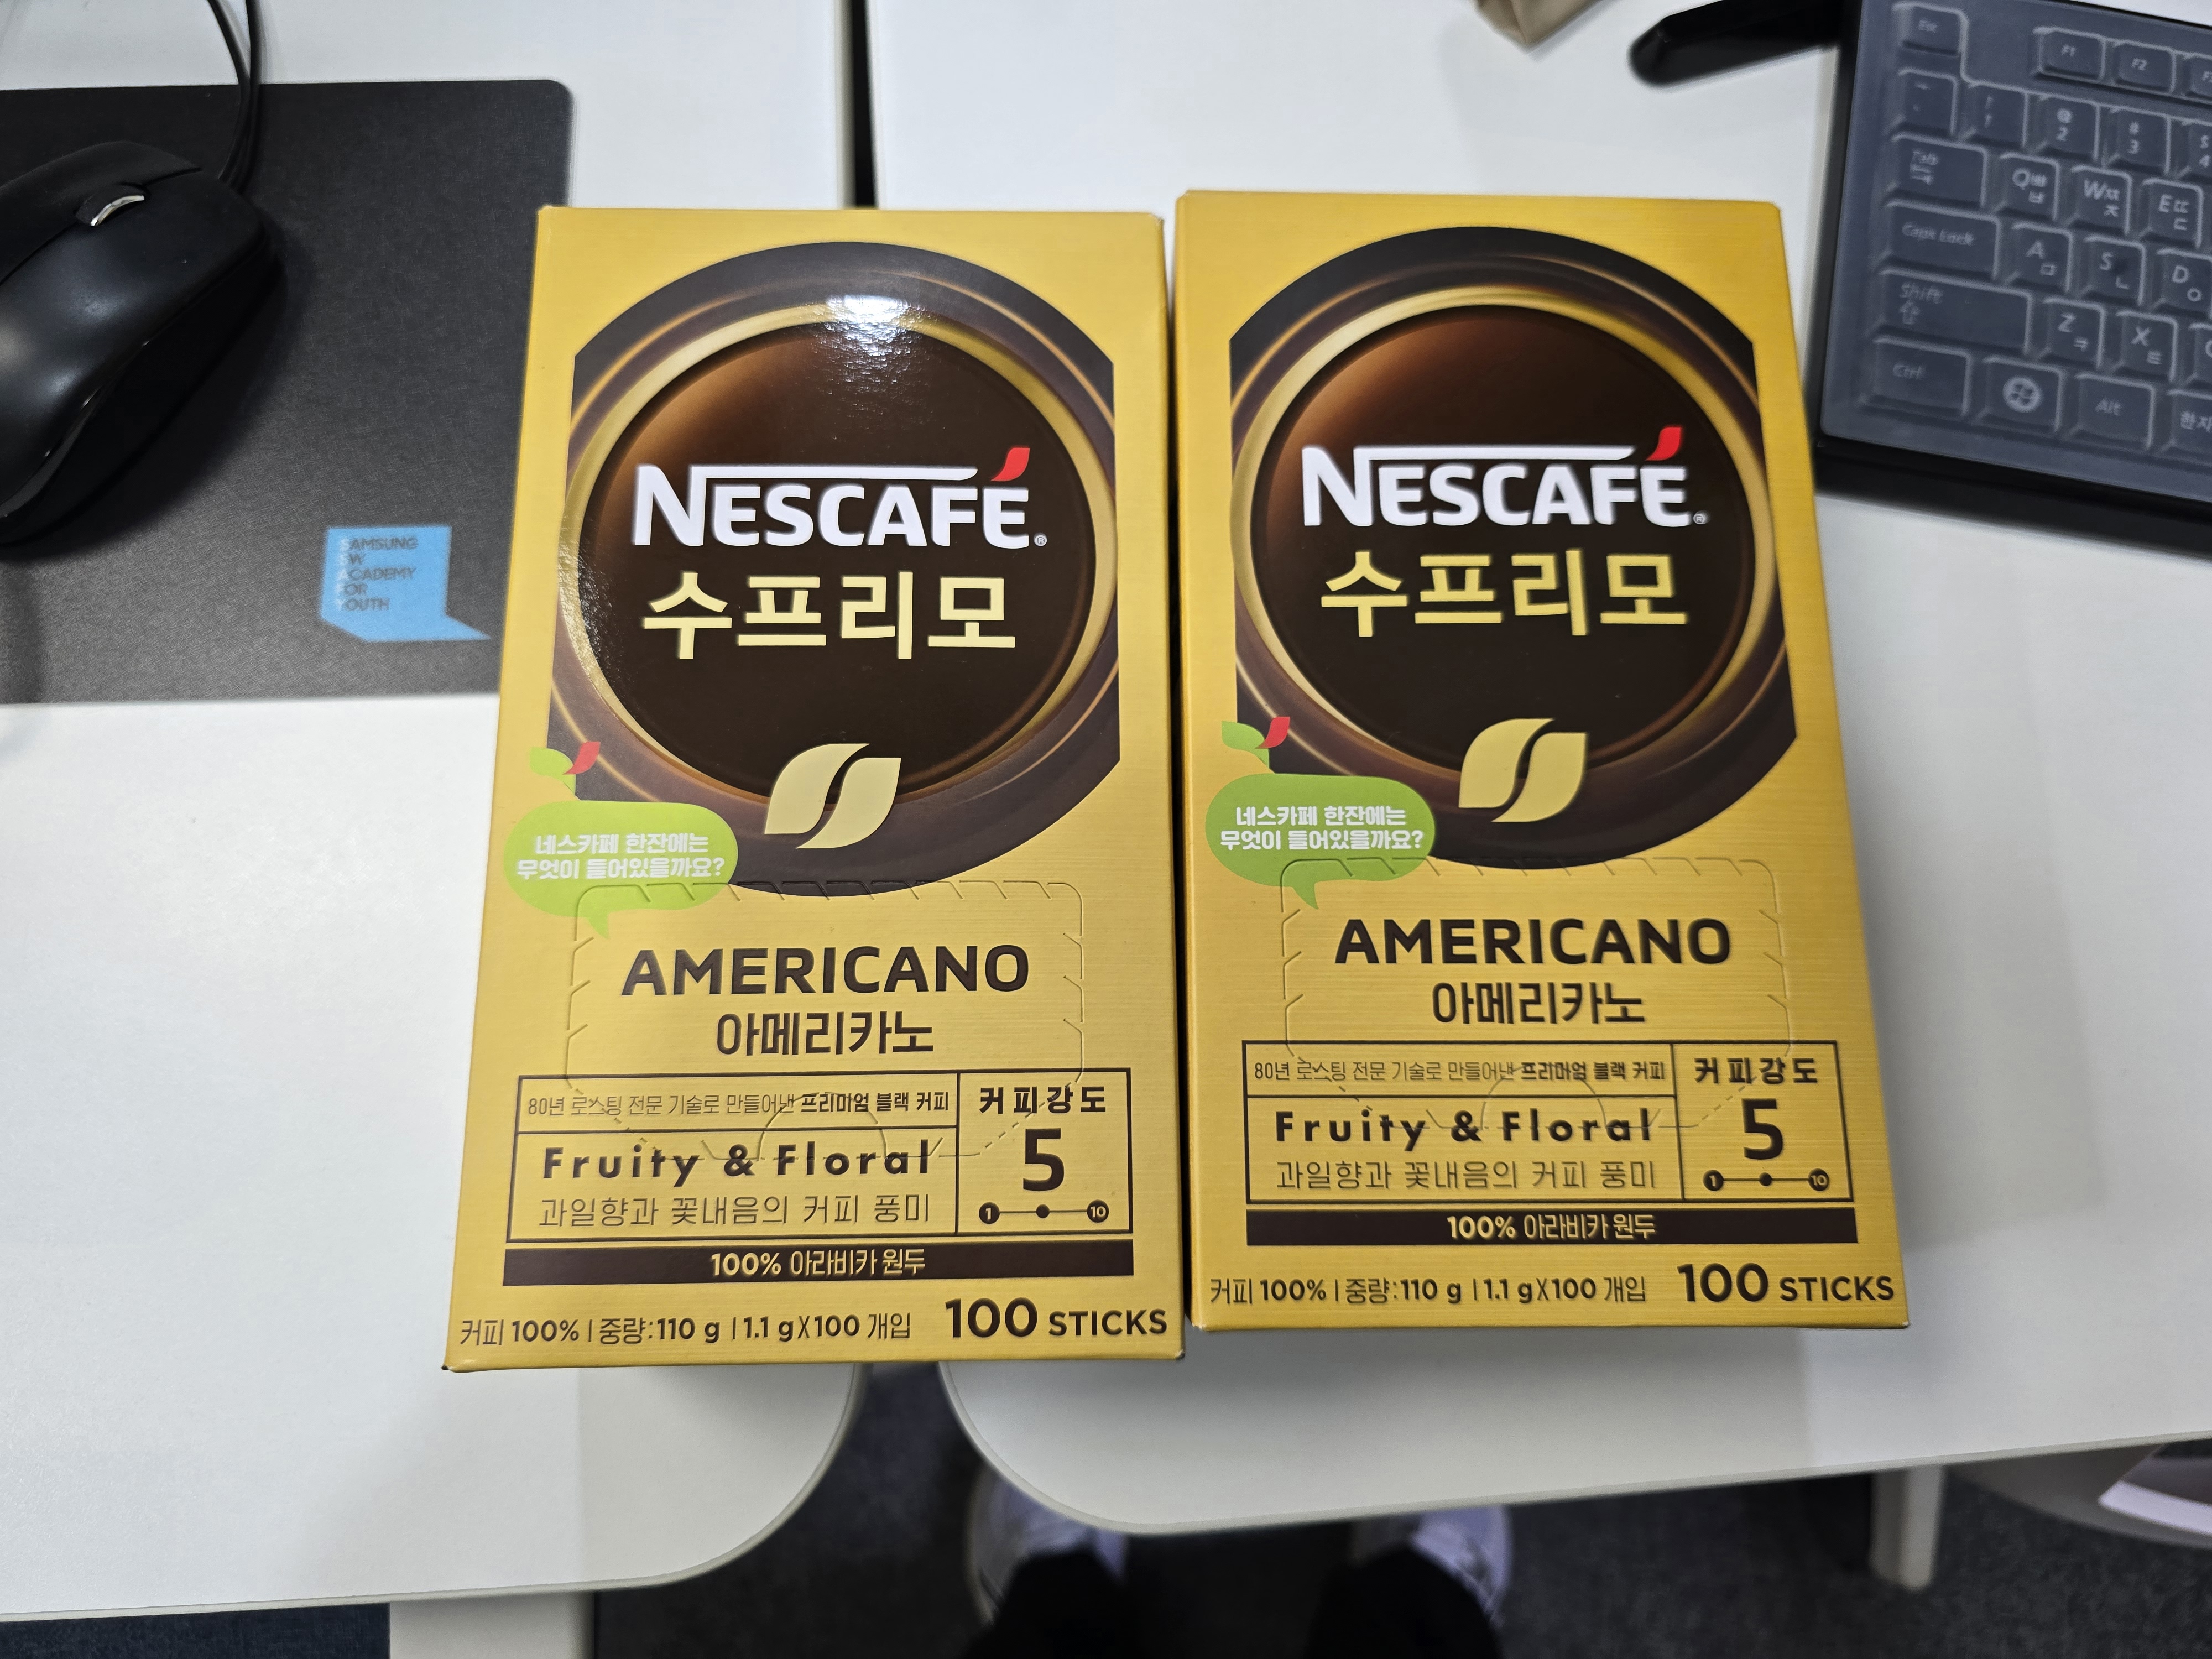 SAMSUNG
SW
ACADEMY
FOR
YOUTH
NESCAFÉ®
수프리모
네스카페 한잔에는
무엇이 들어있을까요?
AMERICANO
아메리카노
80년 로스팅 전문 기술로 만들어낸 프리미엄 블랙 커피
커피강도
Fruity & Floral
5
과일향과 꽃내음의 커피 풍미
1 10
100% 아라비카 원두
커피 100% | 중량:110 g | 1.1 gX100 개입 100 STICKS
NESCAFÉ®
수프리모
네스카페 한잔에는
무엇이 들어있을까요?
AMERICANO
아메리카노
80년 로스팅 전문 기술로 만들어낸 프리미엄 블랙 커피
커피강도
Fruity & Floral
5
과일향과 꽃내음의 커피 풍미
1 10
100% 아라비카 원두
커피 100% | 중량:110 g | 1.1 gX100 개입 100 STICKS
Esc F1 F2
! 1 @ 2 # 3 $ 4
Tab Q ㅃ ㅂ W ㅉ ㅈ E ㄸ ㄷ
Caps Lock A ㅁ S ㄴ D ㅇ
Shift Z ㅋ X ㅌ
Ctrl Alt 한자